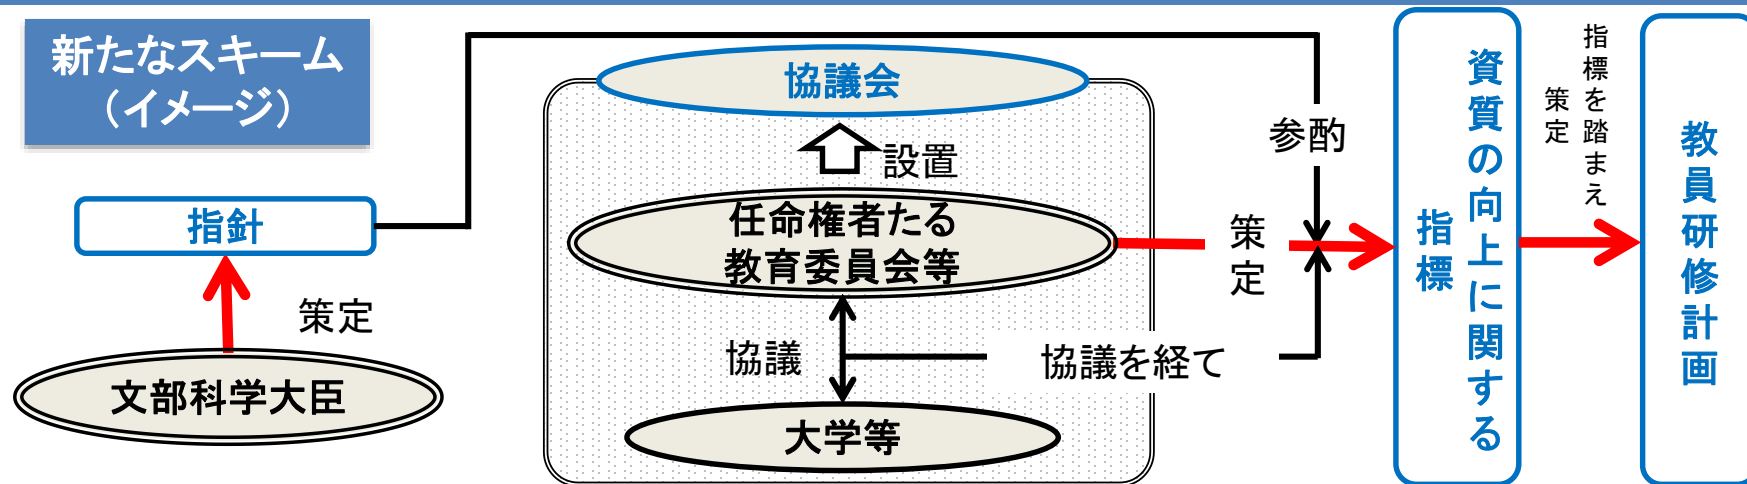 新たなスキーム
（イメージ）
指針
策定
文部科学大臣
協議会
設置
任命権者たる
教育委員会等
協議
協議を経て
大学等
参酌
策定
資質の向上に関する
指標
指標を踏まえ
策定
教員研修計画